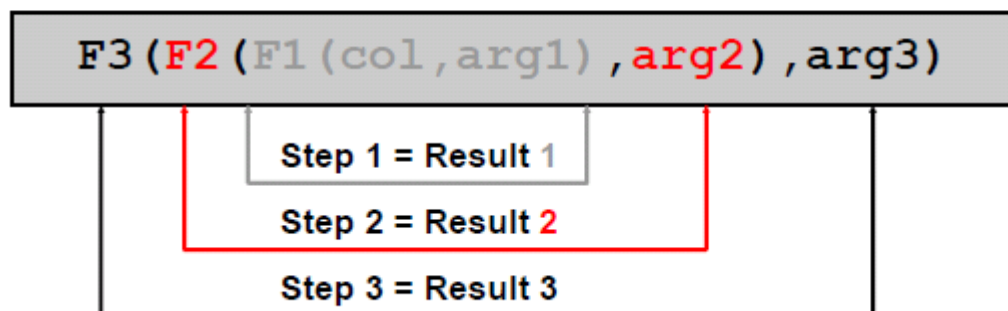 F3(F2(F1(col,arg1),arg2),arg3)
Step 1 = Result 1
Step 2 = Result 2
Step 3 = Result 3